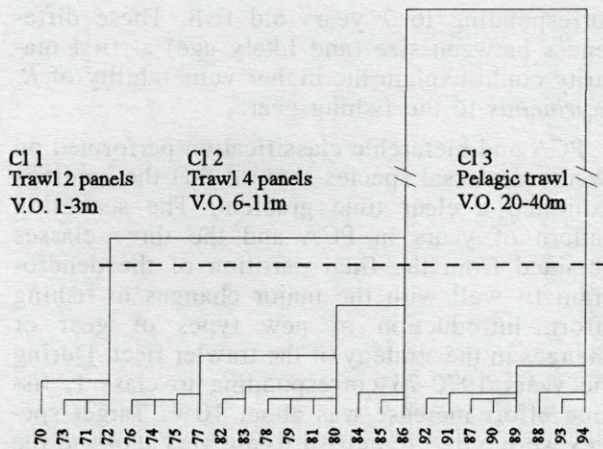 Cl 1
Trawl 2 panels
V.O. 1-3m
Cl 2
Trawl 4 panels
V.O. 6-11m
Cl 3
Pelagic trawl
V.O. 20-40m
70 73 71 72 76 74 75 77 82 83 78 79 81 80 84 85 86 92 91 87 90 89 88 93 94